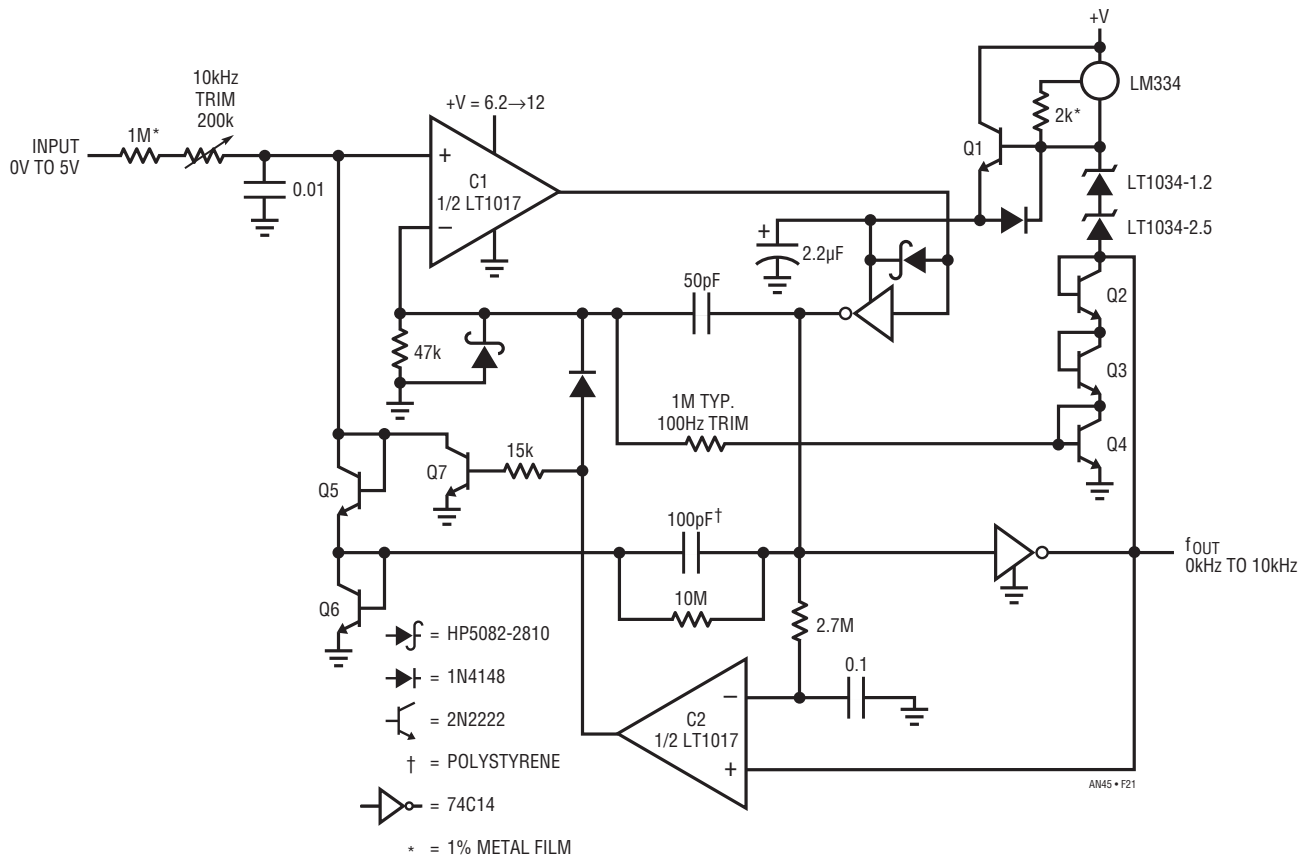 +V
10kHz
TRIM
200k
+V = 6.2→12
LM334
2k*
1M*
INPUT
0V TO 5V
Q1
+
C1
1/2 LT1017
−
0.01
LT1034-1.2
LT1034-2.5
+
2.2µF
50pF
Q2
47k
Q3
1M TYP.
100Hz TRIM
Q4
15k
Q7
Q5
100pF†
fOUT
0kHz TO 10kHz
10M
Q6
2.7M
= HP5082-2810
0.1
= 1N4148
−
C2
1/2 LT1017
+
= 2N2222
† = POLYSTYRENE
AN45 • F21
= 74C14
* = 1% METAL FILM